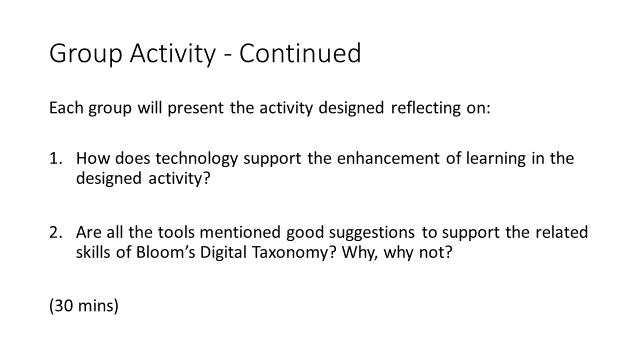 Group Activity - Continued
Each group will present the activity designed reflecting on:
1. How does technology support the enhancement of learning in the
designed activity?
2. Are all the tools mentioned good suggestions to support the related
skills of Bloom's Digital Taxonomy? Why, why not?
(30 mins)